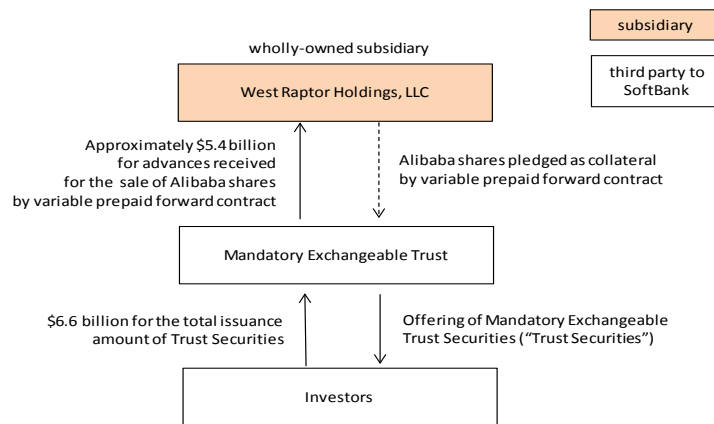 subsidiary
wholly-owned subsidiary
third party to
SoftBank
West Raptor Holdings, LLC
Approximately $5.4 billion
for advances received
for the sale of Alibaba shares
by variable prepaid forward contract
Alibaba shares pledged as collateral
by variable prepaid forward contract
Mandatory Exchangeable Trust
$6.6 billion for the total issuance
amount of Trust Securities
Offering of Mandatory Exchangeable
Trust Securities (“Trust Securities”)
Investors